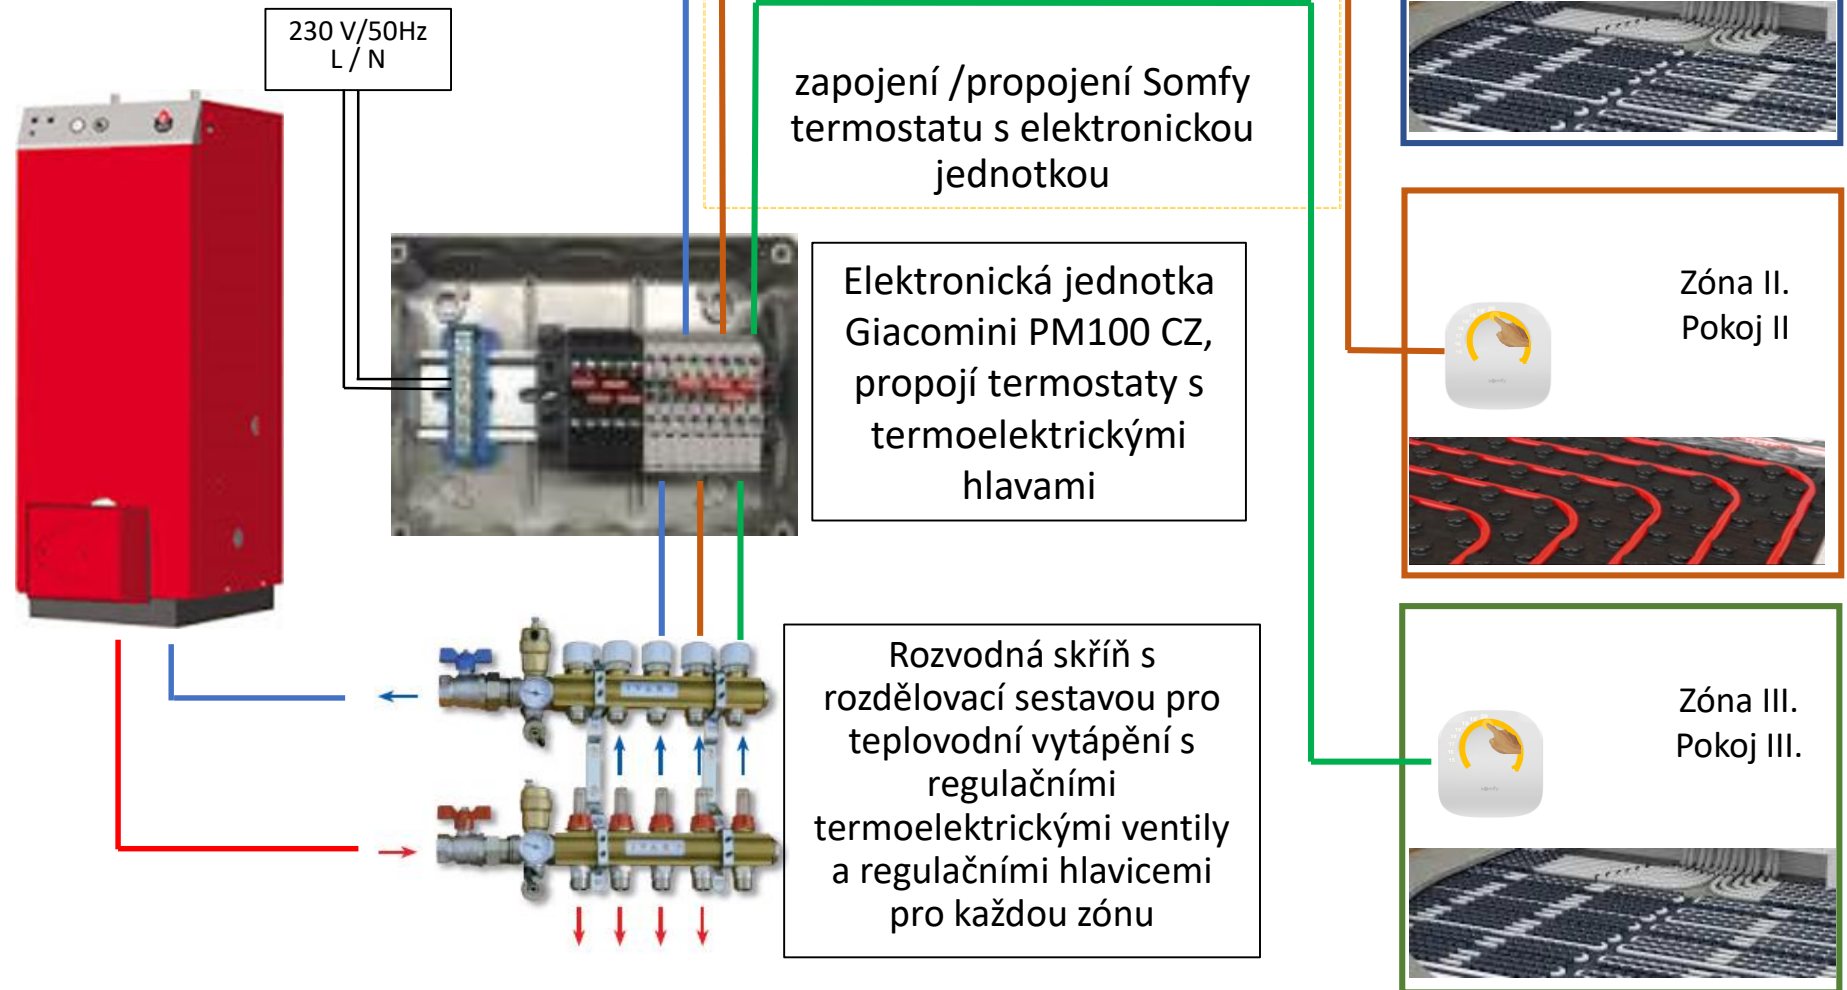 230 V/50Hz
L / N
zapojení /propojení Somfy
termostatu s elektronickou
jednotkou
Elektronická jednotka
Giacomini PM100 CZ,
propojí termostaty s
termoelektrickými
hlavami
Zóna II.
Pokoj II
somfy
Rozvodná skříň s
rozdělovací sestavou pro
teplovodní vytápění s
regulačními
termoelektrickými ventily
a regulačními hlavicemi
pro každou zónu
Zóna III.
Pokoj III.
somfy